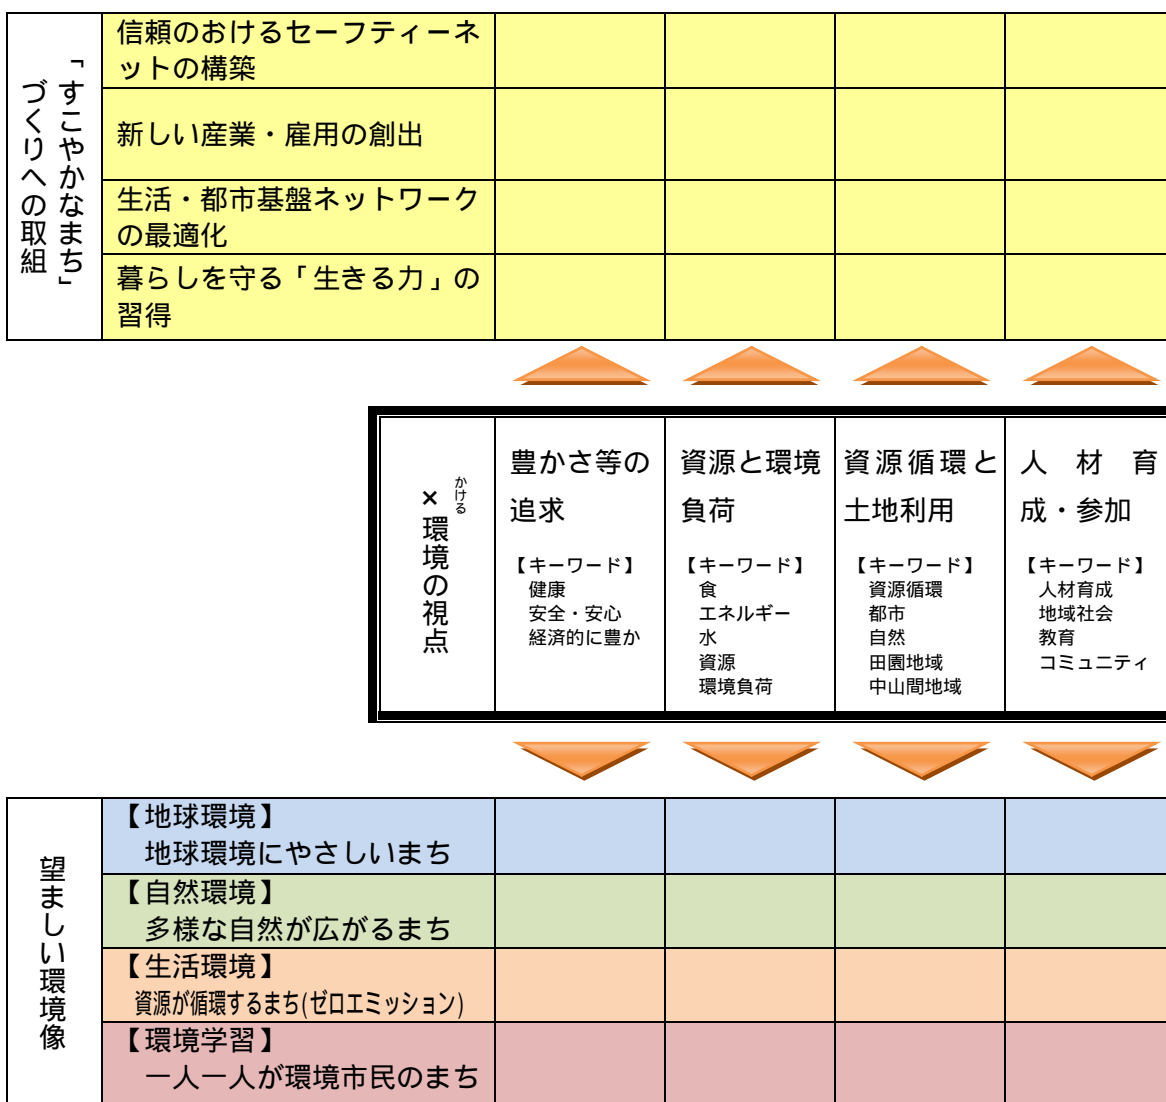 「すこやかなまち」
づくりへの取組
信頼のおけるセーフティーネ
ットの構築
新しい産業・雇用の創出
生活・都市基盤ネットワーク
の最適化
暮らしを守る「生きる力」の
習得
かける
×環境の視点
豊かさ等の
追求
【キーワード】
健康
安全・安心
経済的に豊か
資源と環境
負荷
【キーワード】
食
エネルギー
水
資源
環境負荷
資源循環と
土地利用
【キーワード】
資源循環
都市
自然
田園地域
中山間地域
人材育
成・参加
【キーワード】
人材育成
地域社会
教育
コミュニティ
望ましい環境像
【地球環境】
地球環境にやさしいまち
【自然環境】
多様な自然が広がるまち
【生活環境】
資源が循環するまち(ゼロエミッション)
【環境学習】
一人一人が環境市民のまち